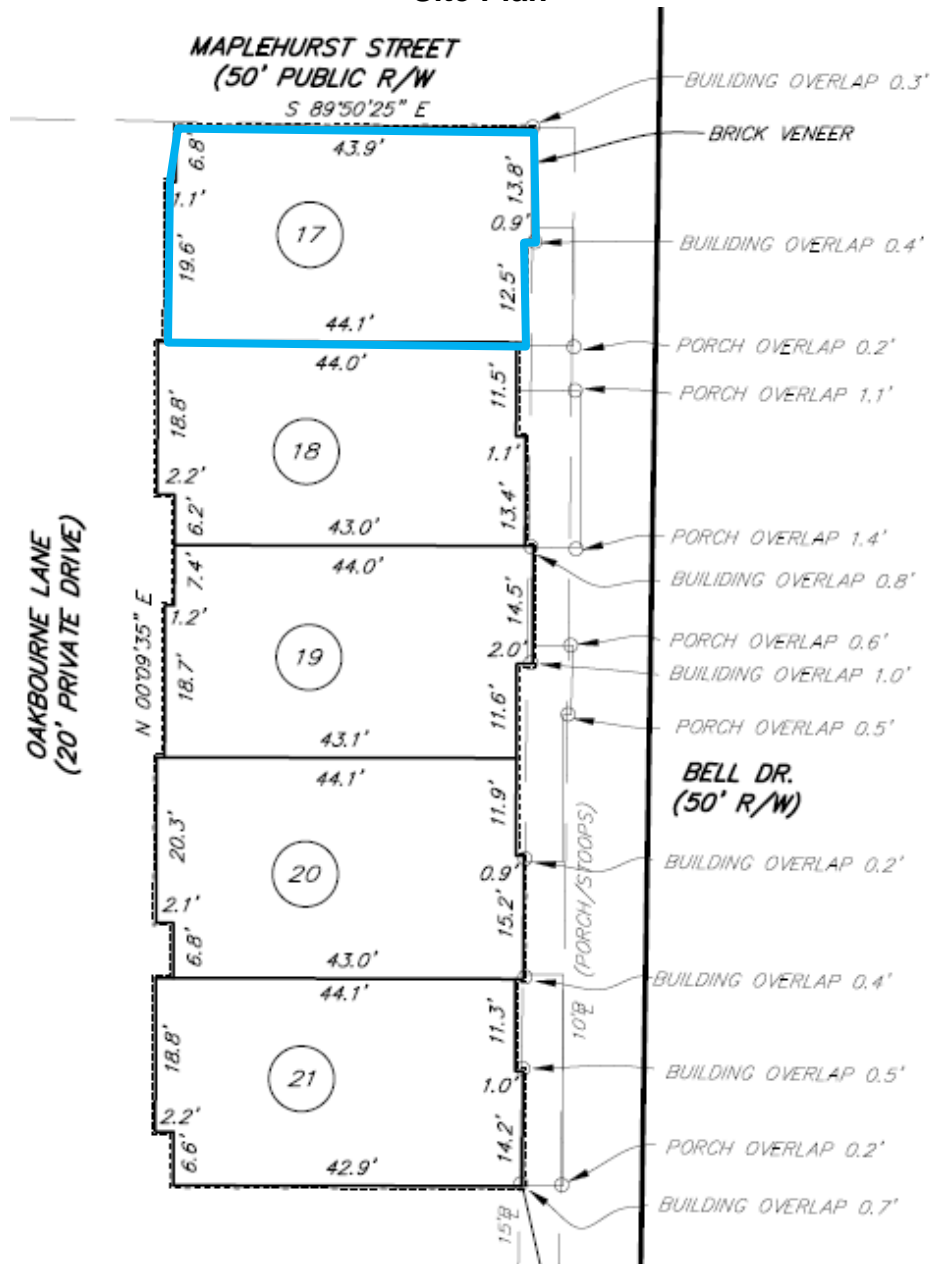 Site Plan
MAPLEHURST STREET
(50' PUBLIC R/W
S 89°50'25" E
BUILIDING OVERLAP 0.3'
BRICK VENEER
43.9'
6.8'
13.8'
1.1'
0.9'
17
BUILIDING OVERLAP 0.4'
19.6'
12.5'
44.1'
PORCH OVERLAP 0.2'
44.0'
11.5'
PORCH OVERLAP 1.1'
18.8'
18
1.1'
2.2'
6.2'
13.4'
43.0'
PORCH OVERLAP 1.4'
44.0'
7.4'
BUILIDING OVERLAP 0.8'
14.5'
1.2'
OAKBOURNE LANE
(20' PRIVATE DRIVE)
N 00°09'35" E
19
2.0'
PORCH OVERLAP 0.6'
BUILIDING OVERLAP 1.0'
18.7'
11.6'
PORCH OVERLAP 0.5'
43.1'
44.1'
BELL DR.
(50' R/W)
11.9'
20.3'
(PORCH/STOOPS)
20
0.9'
BUILDING OVERLAP 0.2'
2.1'
15.2'
6.8'
43.0'
44.1'
BUILDING OVERLAP 0.4'
11.3'
10'BL
18.8'
21
1.0'
BUILDING OVERLAP 0.5'
2.2'
14.2'
6.6'
42.9'
PORCH OVERLAP 0.2'
BUILDING OVERLAP 0.7'
15'BL